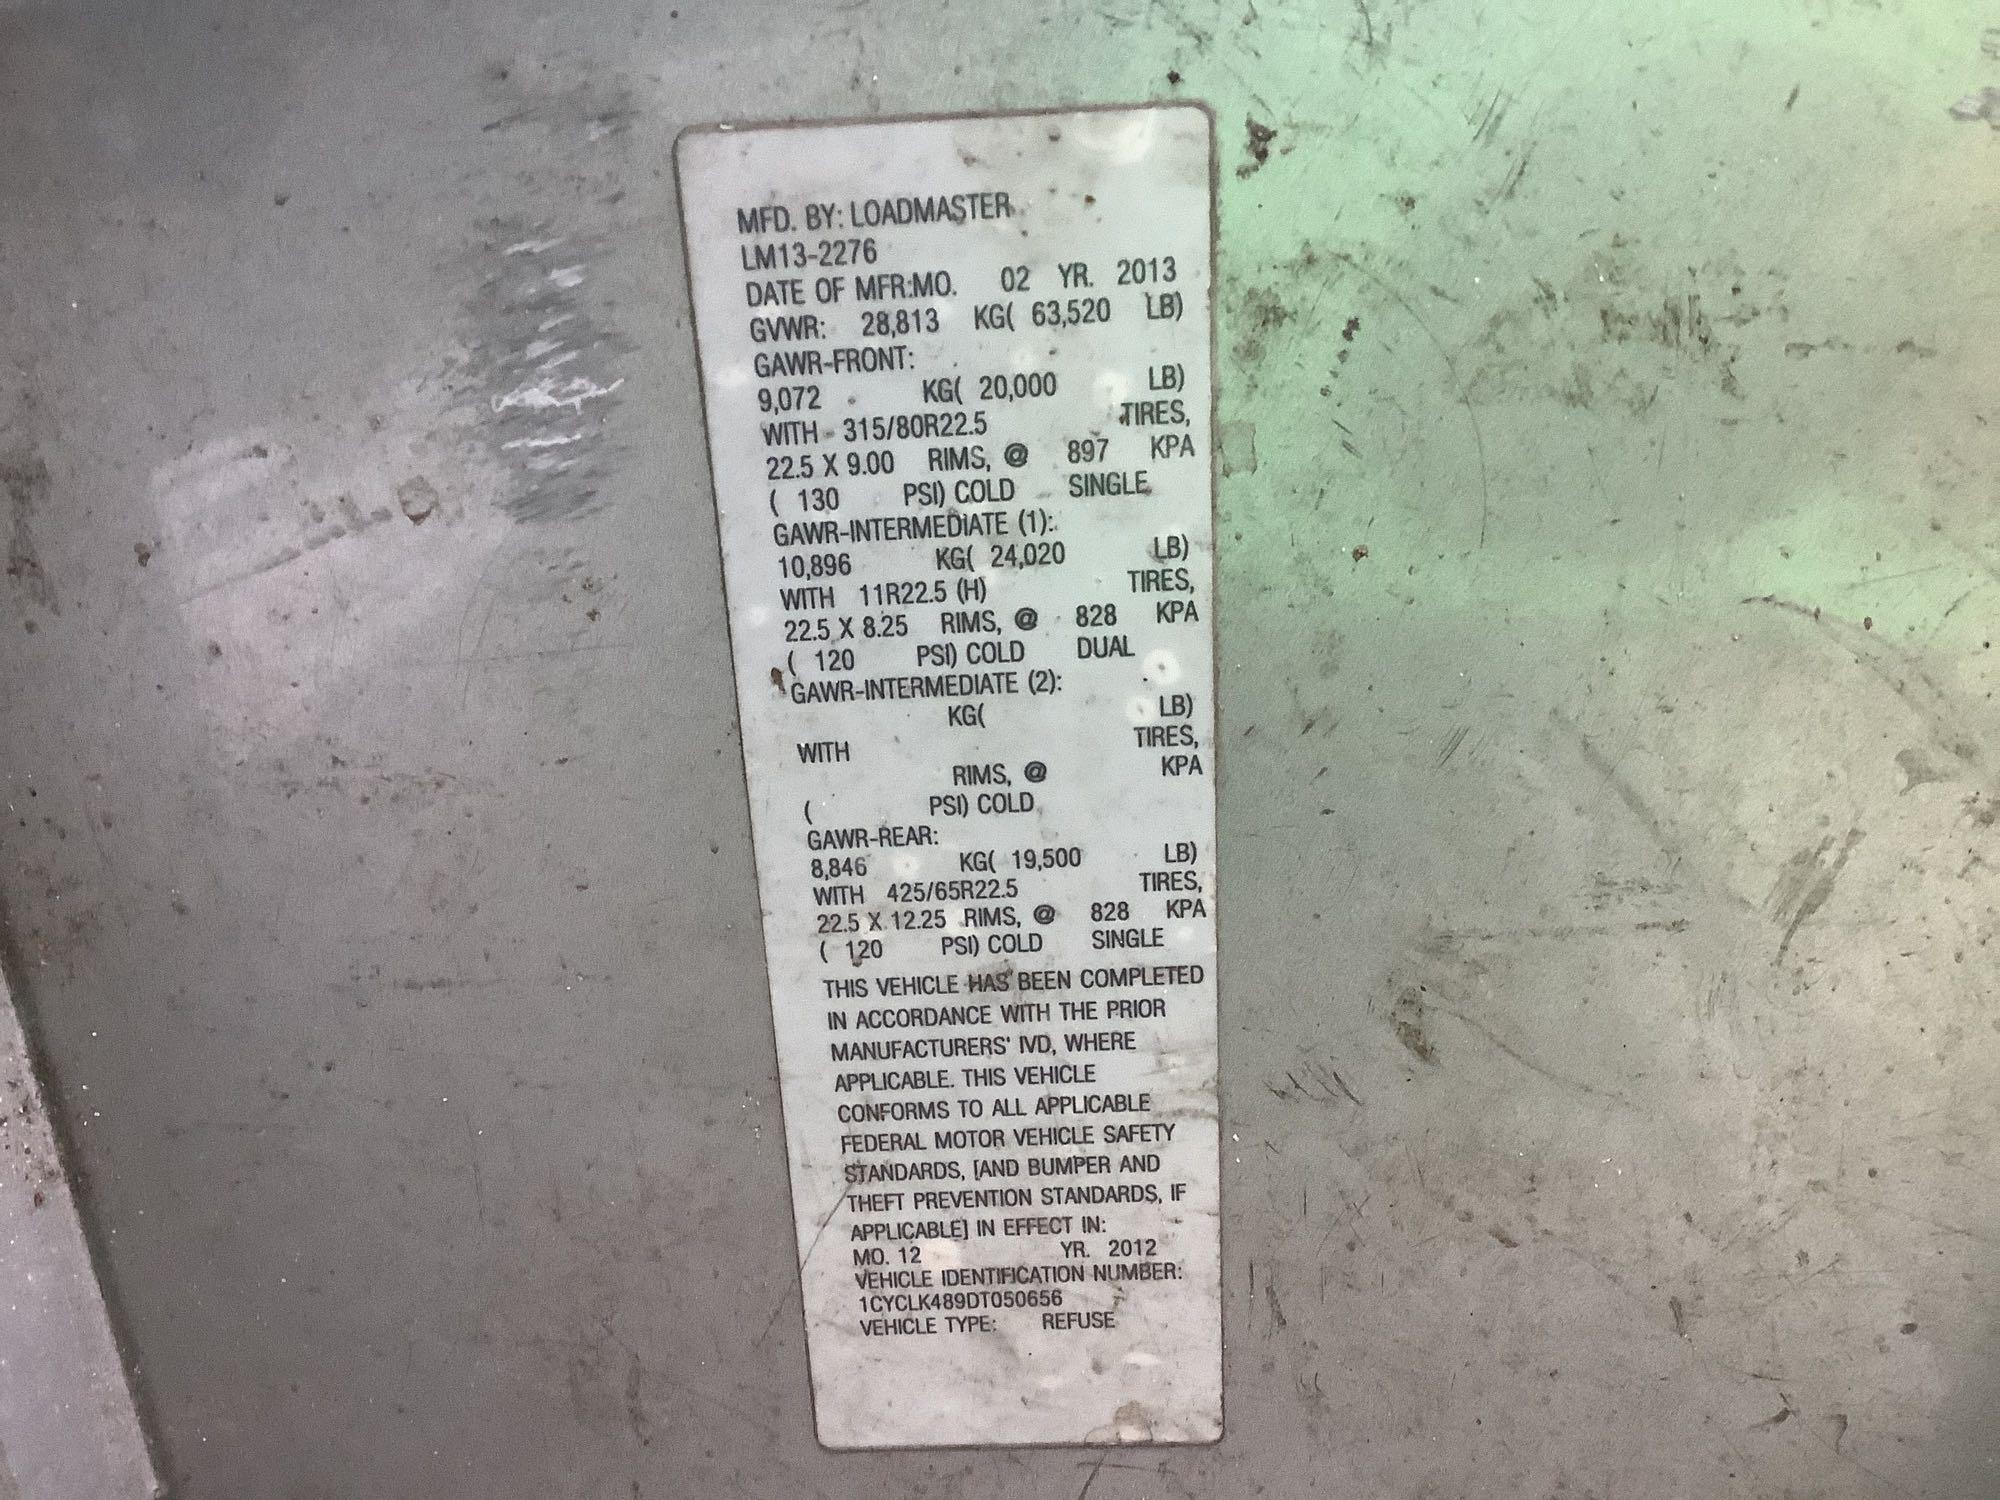 MFD. BY: LOADMASTER
LM13-2276
DATE OF MFR:MO. 02 YR. 2013
GVWR: 28,813 KG( 63,520 LB)
GAWR-FRONT:
9,072 KG( 20,000 LB)
WITH 315/80R22.5 TIRES,
22.5 X 9.00 RIMS, @ 897 KPA
( 130 PSI) COLD SINGLE
GAWR-INTERMEDIATE (1):
10,896 KG( 24,020 LB)
WITH 11R22.5 (H) TIRES,
22.5 X 8.25 RIMS, @ 828 KPA
( 120 PSI) COLD DUAL
GAWR-INTERMEDIATE (2):
KG( LB)
WITH TIRES,
RIMS, @ KPA
( PSI) COLD
GAWR-REAR:
8,846 KG( 19,500 LB)
WITH 425/65R22.5 TIRES,
22.5 X 12.25 RIMS, @ 828 KPA
( 120 PSI) COLD SINGLE
THIS VEHICLE HAS BEEN COMPLETED
IN ACCORDANCE WITH THE PRIOR
MANUFACTURERS' IVD, WHERE
APPLICABLE. THIS VEHICLE
CONFORMS TO ALL APPLICABLE
FEDERAL MOTOR VEHICLE SAFETY
STANDARDS, [AND BUMPER AND
THEFT PREVENTION STANDARDS, IF
APPLICABLE] IN EFFECT IN:
MO. 12 YR. 2012
VEHICLE IDENTIFICATION NUMBER:
1CYCLK489DT050656
VEHICLE TYPE: REFUSE